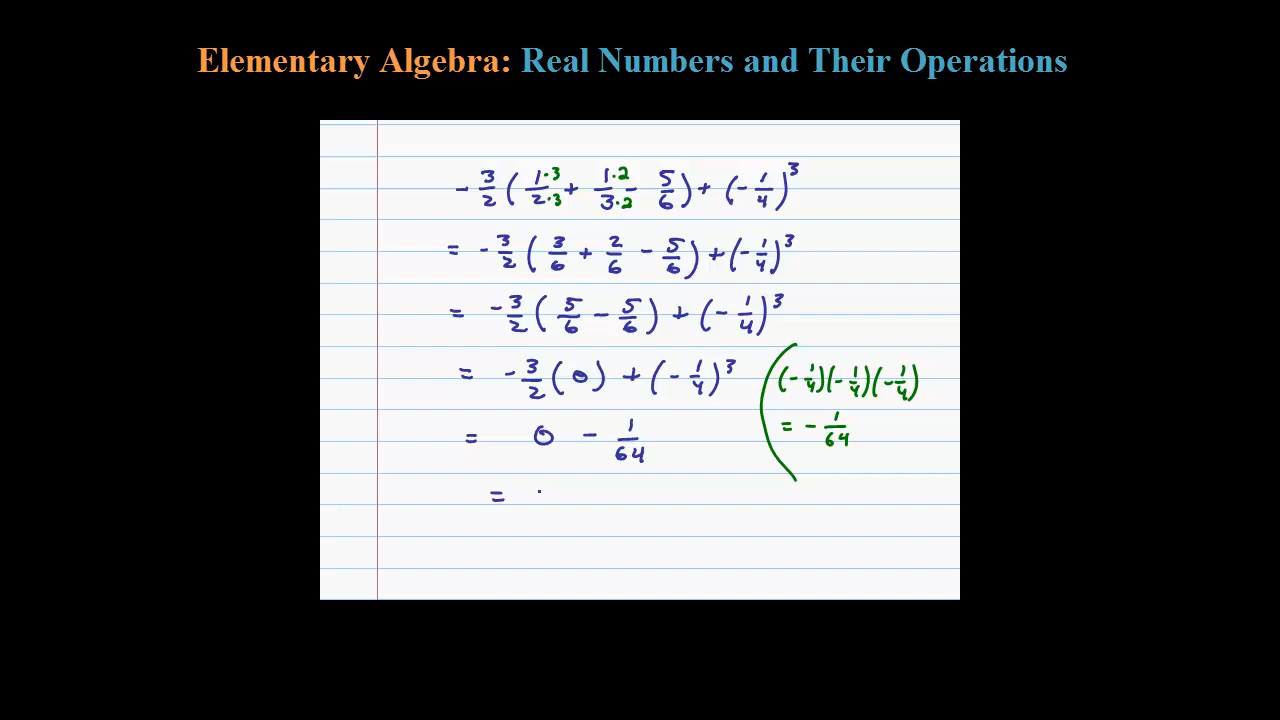 Elementary Algebra: Real Numbers and Their Operations
- 3/2 ( 1·3/2·3 + 1·2/3·2 - 5/6 ) + (- 1/4)^3
= - 3/2 ( 3/6 + 2/6 - 5/6 ) + (- 1/4)^3
= - 3/2 ( 5/6 - 5/6 ) + (- 1/4)^3
= - 3/2 ( 0 ) + (- 1/4)^3
(- 1/4)(- 1/4)(- 1/4)
= - 1/64
= 0 - 1/64
=